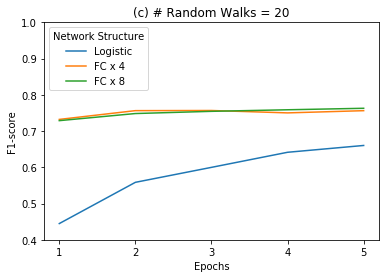 (c) # Random Walks = 20
Network Structure
Logistic
FC x 4
FC x 8
F1-score
1.0
0.9
0.8
0.7
0.6
0.5
0.4
1 2 3 4 5
Epochs